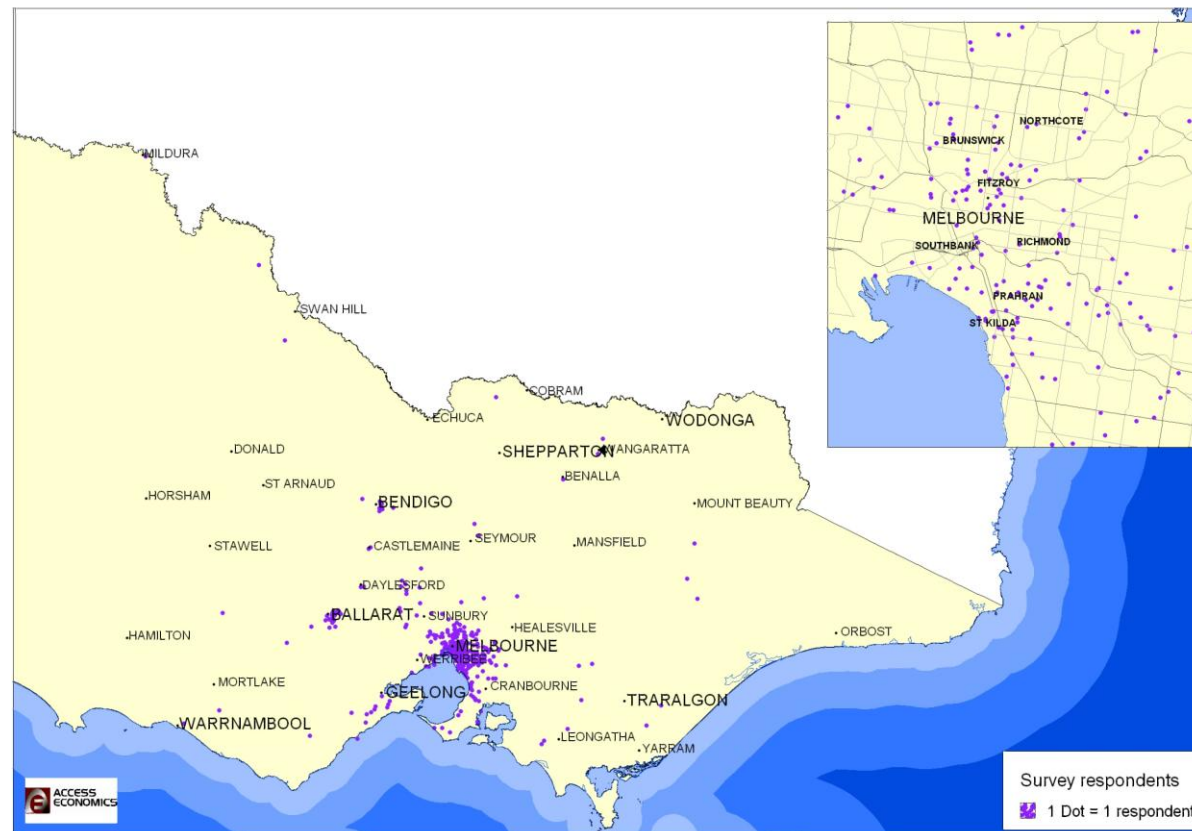 MILDURA
SWAN HILL
COBRAM
ECHUCA
WODONGA
DONALD
SHEPPARTON
WANGARATTA
BENALLA
ST ARNAUD
HORSHAM
BENDIGO
MOUNT BEAUTY
STAWELL
CASTLEMAINE
SEYMOUR
MANSFIELD
DAYLESFORD
BALLARAT
SUNBURY
HAMILTON
HEALESVILLE
ORBOST
MELBOURNE
WERRIBEE
MORTLAKE
GEELONG
CRANBOURNE
TRARALGON
WARRNAMBOOL
LEONGATHA
YARRAM
NORTHCOTE
BRUNSWICK
FITZROY
MELBOURNE
SOUTHBANK
RICHMOND
PRAHRAN
ST KILDA
ACCESS
ECONOMICS
Survey respondents
1 Dot = 1 respondent